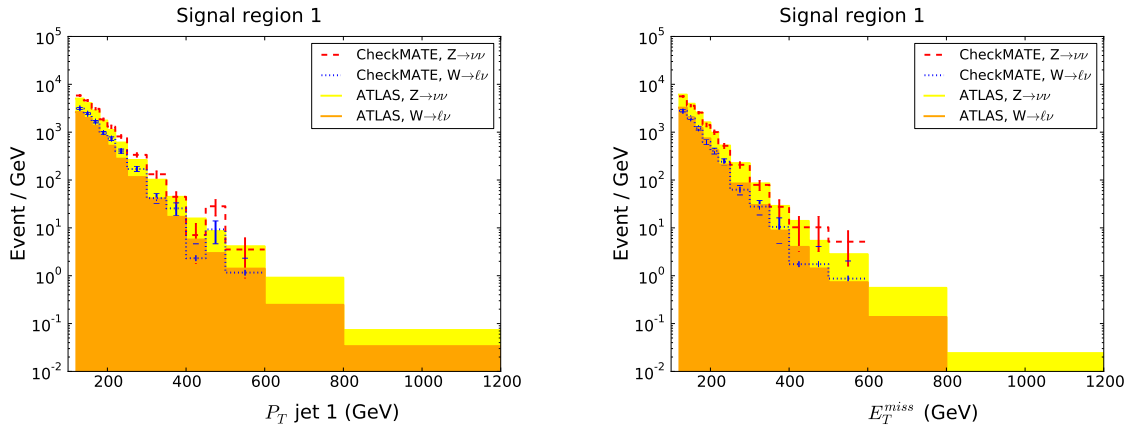 Signal region 1
Event / GeV
10^5
10^4
10^3
10^2
10^1
10^0
10^-1
10^-2
CheckMATE, Z→νν
CheckMATE, W→ℓν
ATLAS, Z→νν
ATLAS, W→ℓν
200 400 600 800 1000 1200
P_T jet 1 (GeV)
Signal region 1
Event / GeV
10^5
10^4
10^3
10^2
10^1
10^0
10^-1
10^-2
CheckMATE, Z→νν
CheckMATE, W→ℓν
ATLAS, Z→νν
ATLAS, W→ℓν
200 400 600 800 1000 1200
E_T^miss (GeV)